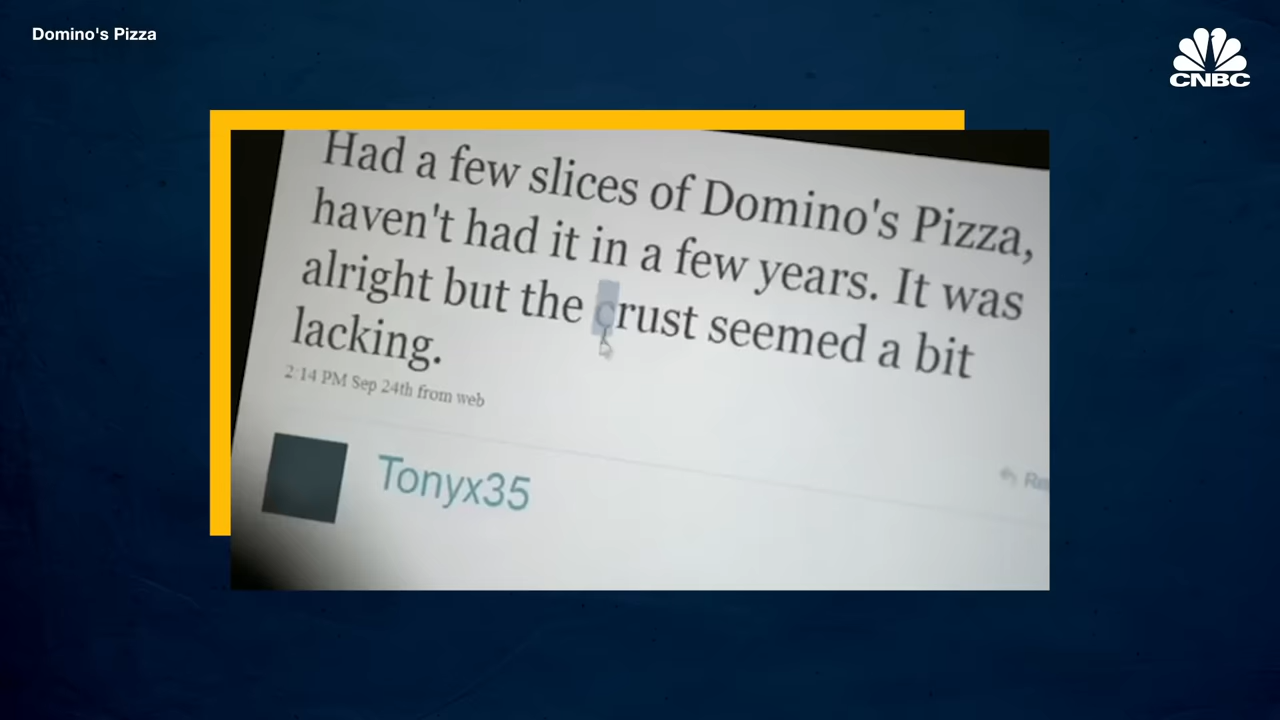 Domino's Pizza
CNBC
Had a few slices of Domino's Pizza,
haven't had it in a few years. It was
alright but the crust seemed a bit
lacking.
2:14 PM Sep 24th from web
Tonyx35